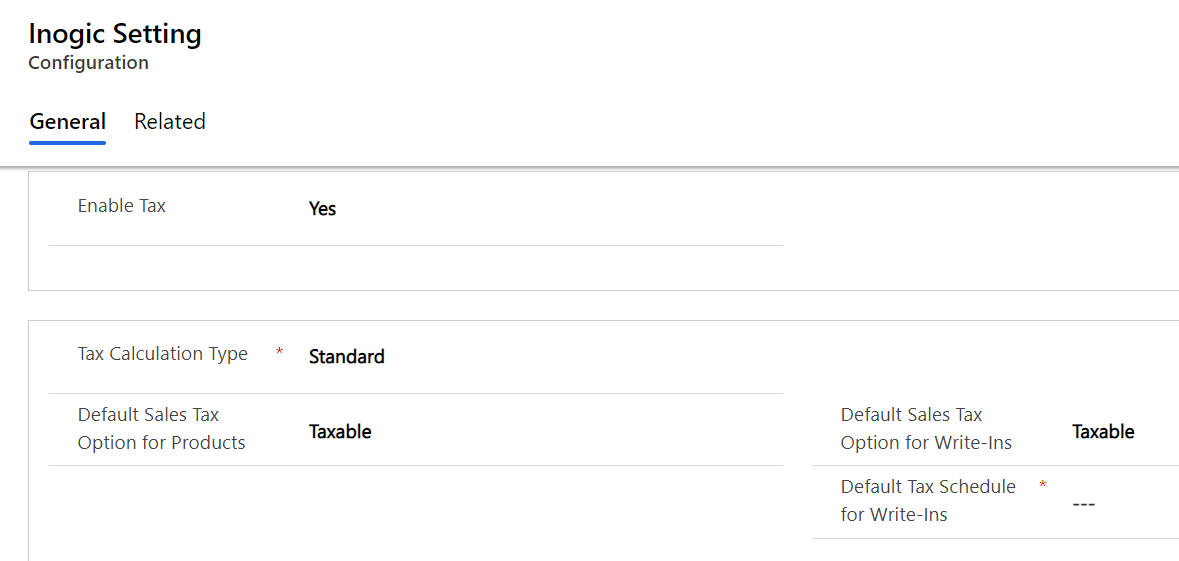 Inogic Setting
Configuration
General Related
Enable Tax Yes
Tax Calculation Type * Standard
Default Sales Tax
Option for Products Taxable
Default Sales Tax
Option for Write-Ins Taxable
Default Tax Schedule *
for Write-Ins ---